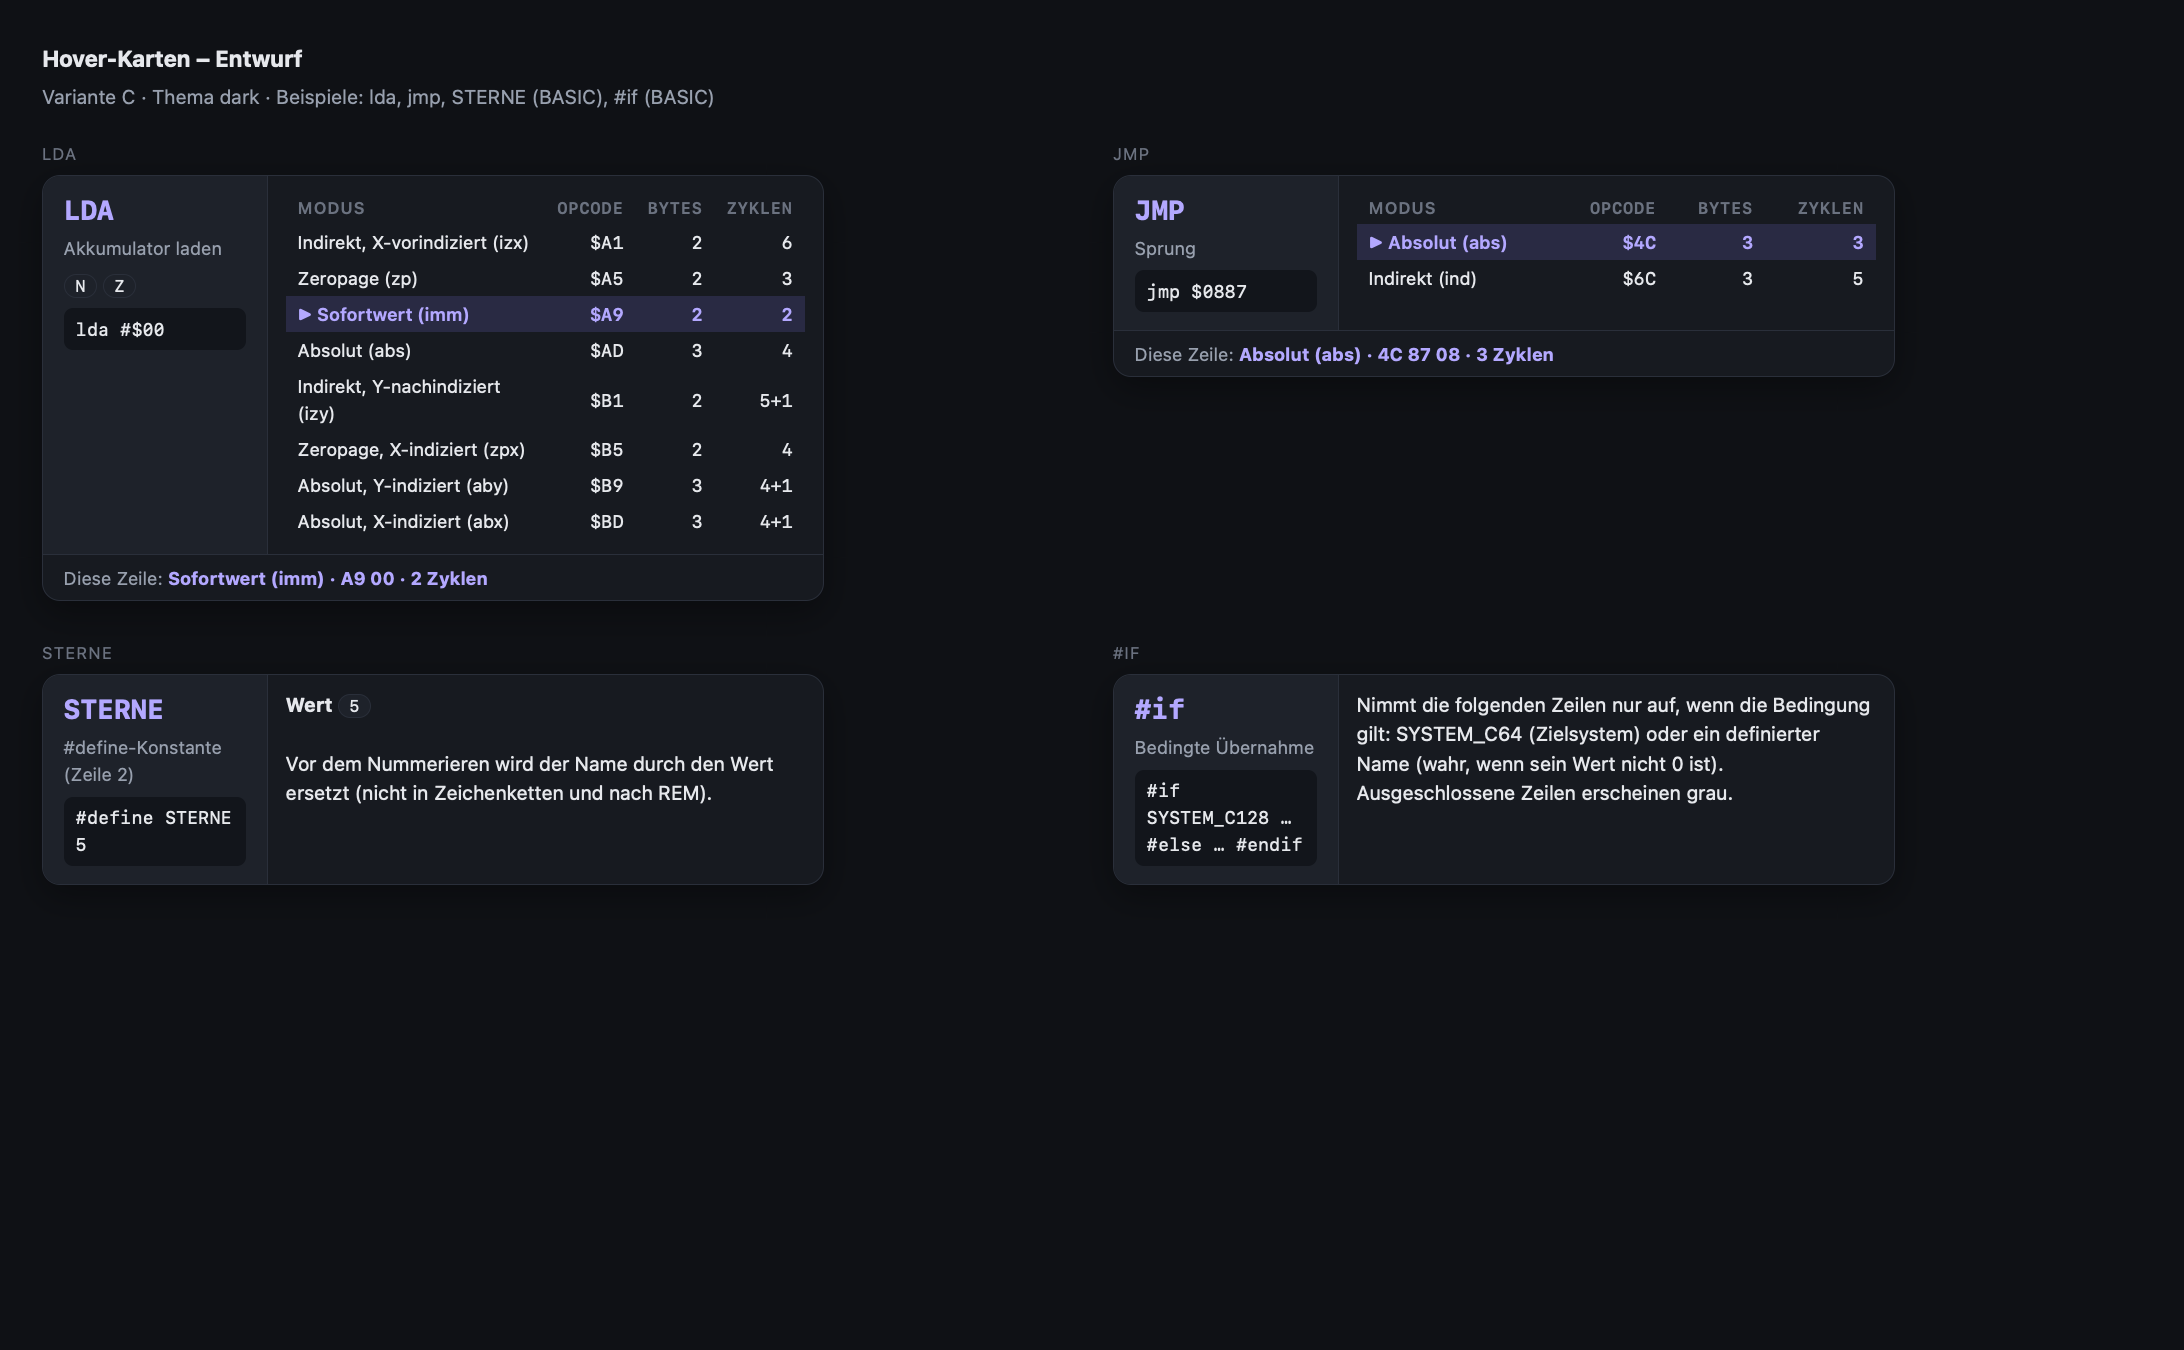 Hover-Karten – Entwurf
Variante C · Thema dark · Beispiele: lda, jmp, STERNE (BASIC), #if (BASIC)
LDA
LDA
Akkumulator laden
N Z
lda #$00
MODUS OPCODE BYTES ZYKLEN
Indirekt, X-vorindiziert (izx) $A1 2 6
Zeropage (zp) $A5 2 3
▶ Sofortwert (imm) $A9 2 2
Absolut (abs) $AD 3 4
Indirekt, Y-nachindiziert
(izy) $B1 2 5+1
Zeropage, X-indiziert (zpx) $B5 2 4
Absolut, Y-indiziert (aby) $B9 3 4+1
Absolut, X-indiziert (abx) $BD 3 4+1
Diese Zeile: Sofortwert (imm) · A9 00 · 2 Zyklen
JMP
JMP
Sprung
jmp $0887
MODUS OPCODE BYTES ZYKLEN
▶ Absolut (abs) $4C 3 3
Indirekt (ind) $6C 3 5
Diese Zeile: Absolut (abs) · 4C 87 08 · 3 Zyklen
STERNE
STERNE
#define-Konstante
(Zeile 2)
#define STERNE
5
Wert 5
Vor dem Nummerieren wird der Name durch den Wert
ersetzt (nicht in Zeichenketten und nach REM).
#IF
#if
Bedingte Übernahme
#if
SYSTEM_C128 …
#else … #endif
Nimmt die folgenden Zeilen nur auf, wenn die Bedingung
gilt: SYSTEM_C64 (Zielsystem) oder ein definierter
Name (wahr, wenn sein Wert nicht 0 ist).
Ausgeschlossene Zeilen erscheinen grau.